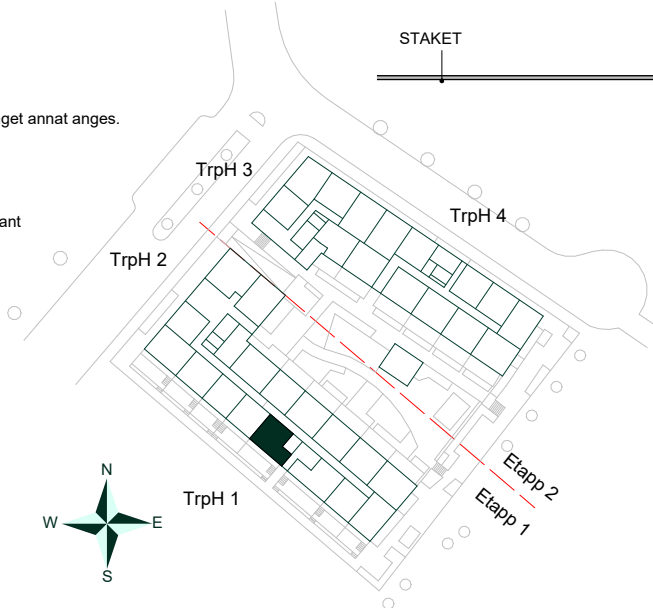 STAKET
get annat anges.
TrpH 3
ant
TrpH 4
TrpH 2
Etapp 2
N
TrpH 1
Etapp 1
W
E
S